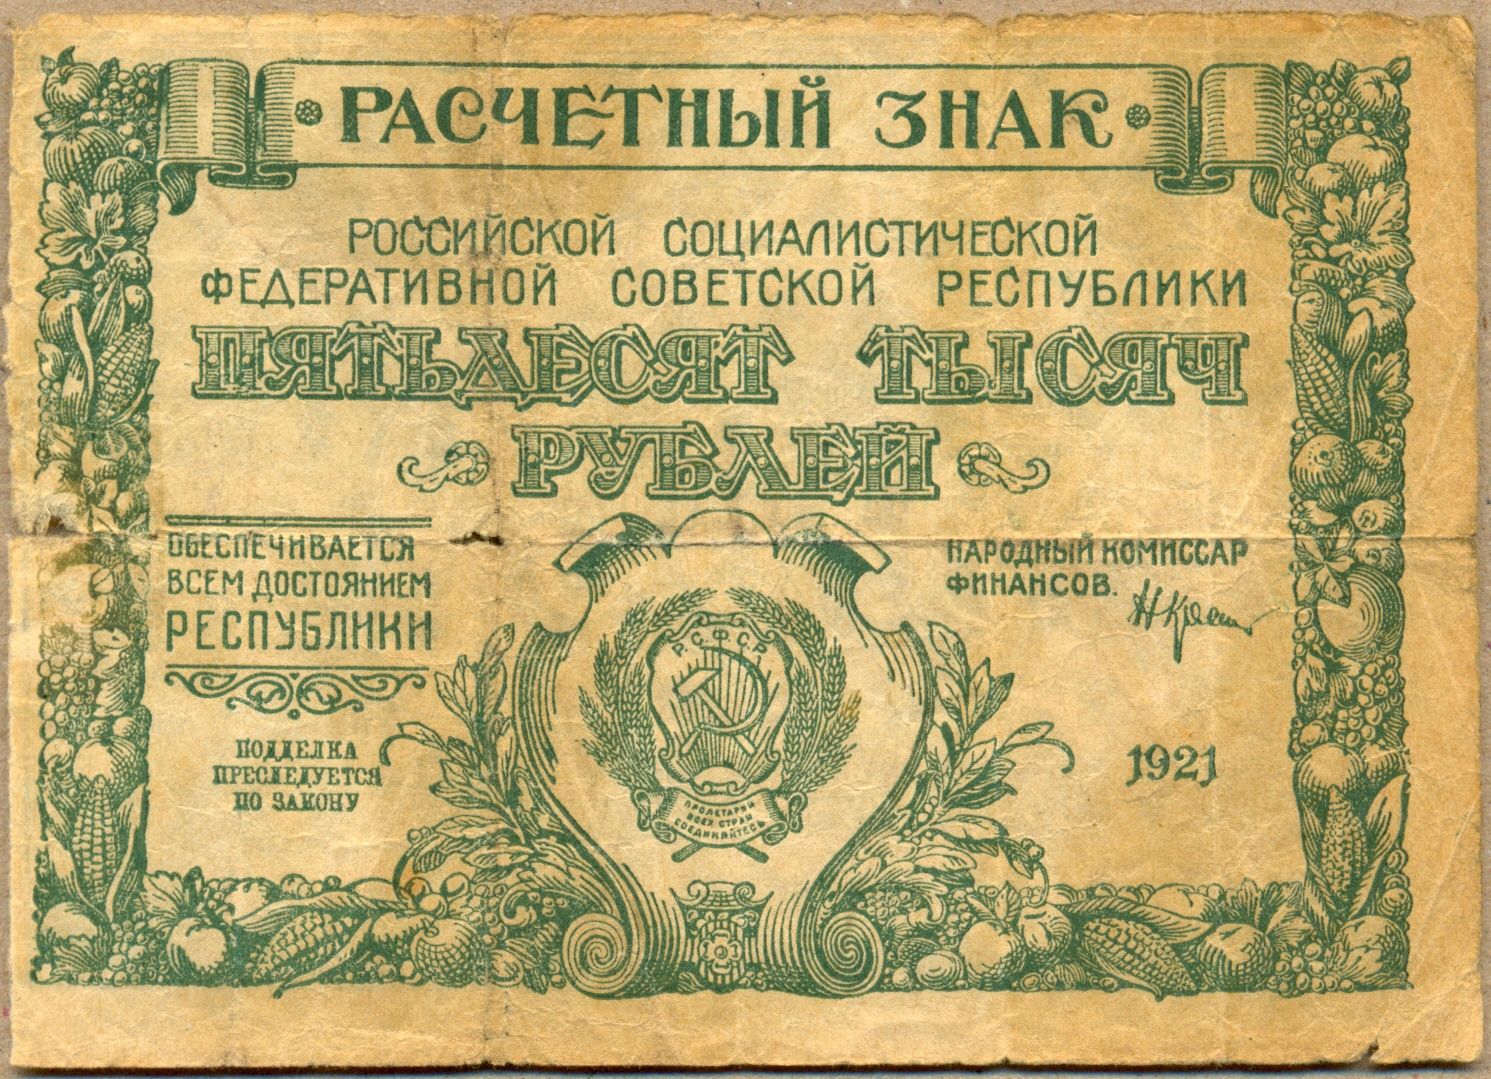 РАСЧЕТНЫЙ ЗНАК
РОССИЙСКОЙ СОЦИАЛИСТИЧЕСКОЙ
ФЕДЕРАТИВНОЙ СОВЕТСКОЙ РЕСПУБЛИКИ
ПЯТЬДЕСЯТ ТЫСЯЧ
РУБЛЕЙ
ОБЕСПЕЧИВАЕТСЯ
ВСЕМ ДОСТОЯНИЕМ
РЕСПУБЛИКИ
ПОДДЕЛКА
ПРЕСЛЕДУЕТСЯ
ПО ЗАКОНУ
Р.С.Ф.С.Р.
ПРОЛЕТАРИИ
ВСЕХ СТРАН
СОЕДИНЯЙТЕСЬ
НАРОДНЫЙ КОМИССАР
ФИНАНСОВ.
1921